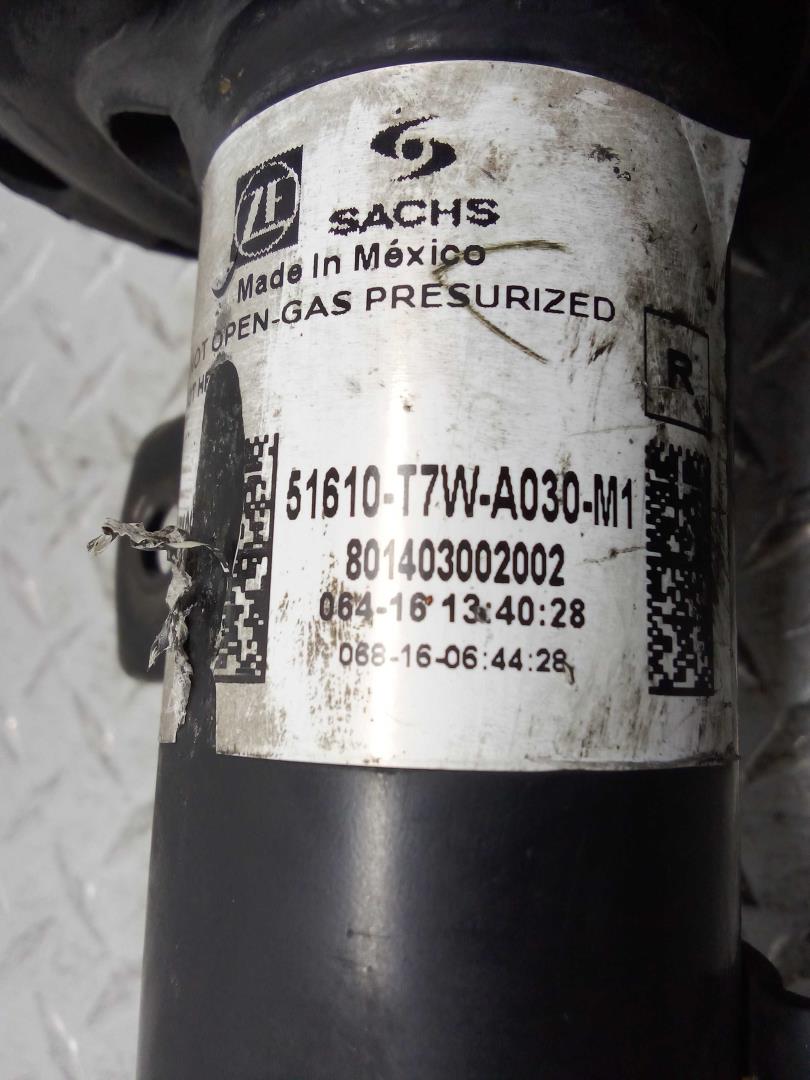 ZF
SACHS
Made In México
NOT OPEN-GAS PRESURIZED
R
51610-T7W-A030-M1
801403002002
064-16 13:40:28
068-16-06:44:28